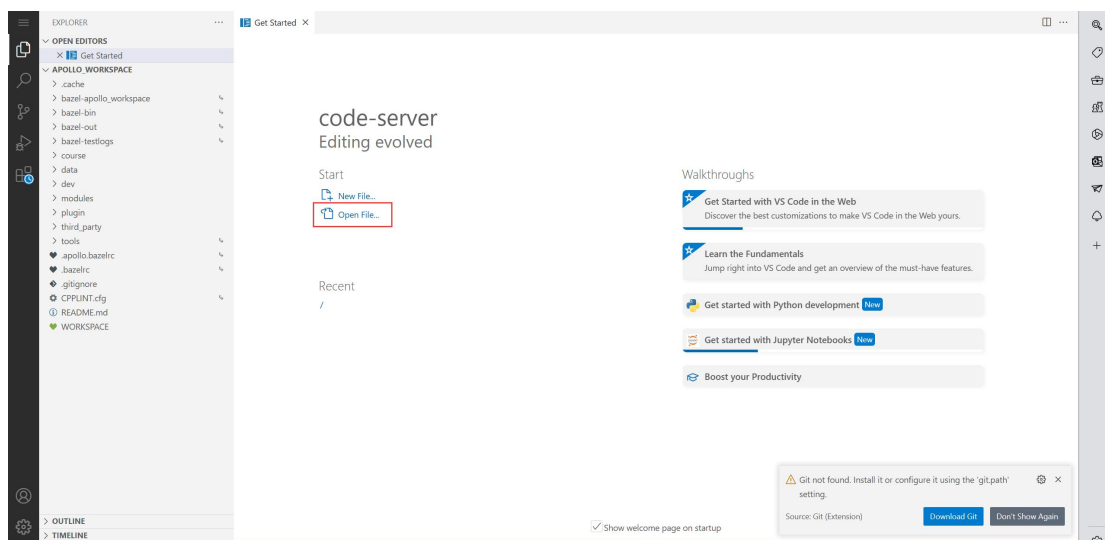 EXPLORER
OPEN EDITORS
Get Started
APOLLO_WORKSPACE
.cache
bazel-apollo_workspace
bazel-bin
bazel-out
bazel-testlogs
course
data
dev
modules
plugin
third_party
tools
.apollo.bazelrc
.bazelrc
.gitignore
CPPLINT.cfg
README.md
WORKSPACE
OUTLINE
TIMELINE
Get Started
code-server
Editing evolved
Start
New File...
Open File...
Recent
/
Walkthroughs
Get Started with VS Code in the Web
Discover the best customizations to make VS Code in the Web yours.
Learn the Fundamentals
Jump right into VS Code and get an overview of the must-have features.
Get started with Python development New
Get started with Jupyter Notebooks New
Boost your Productivity
Show welcome page on startup
Git not found. Install it or configure it using the 'git.path'
setting.
Source: Git (Extension)
Download Git
Don't Show Again